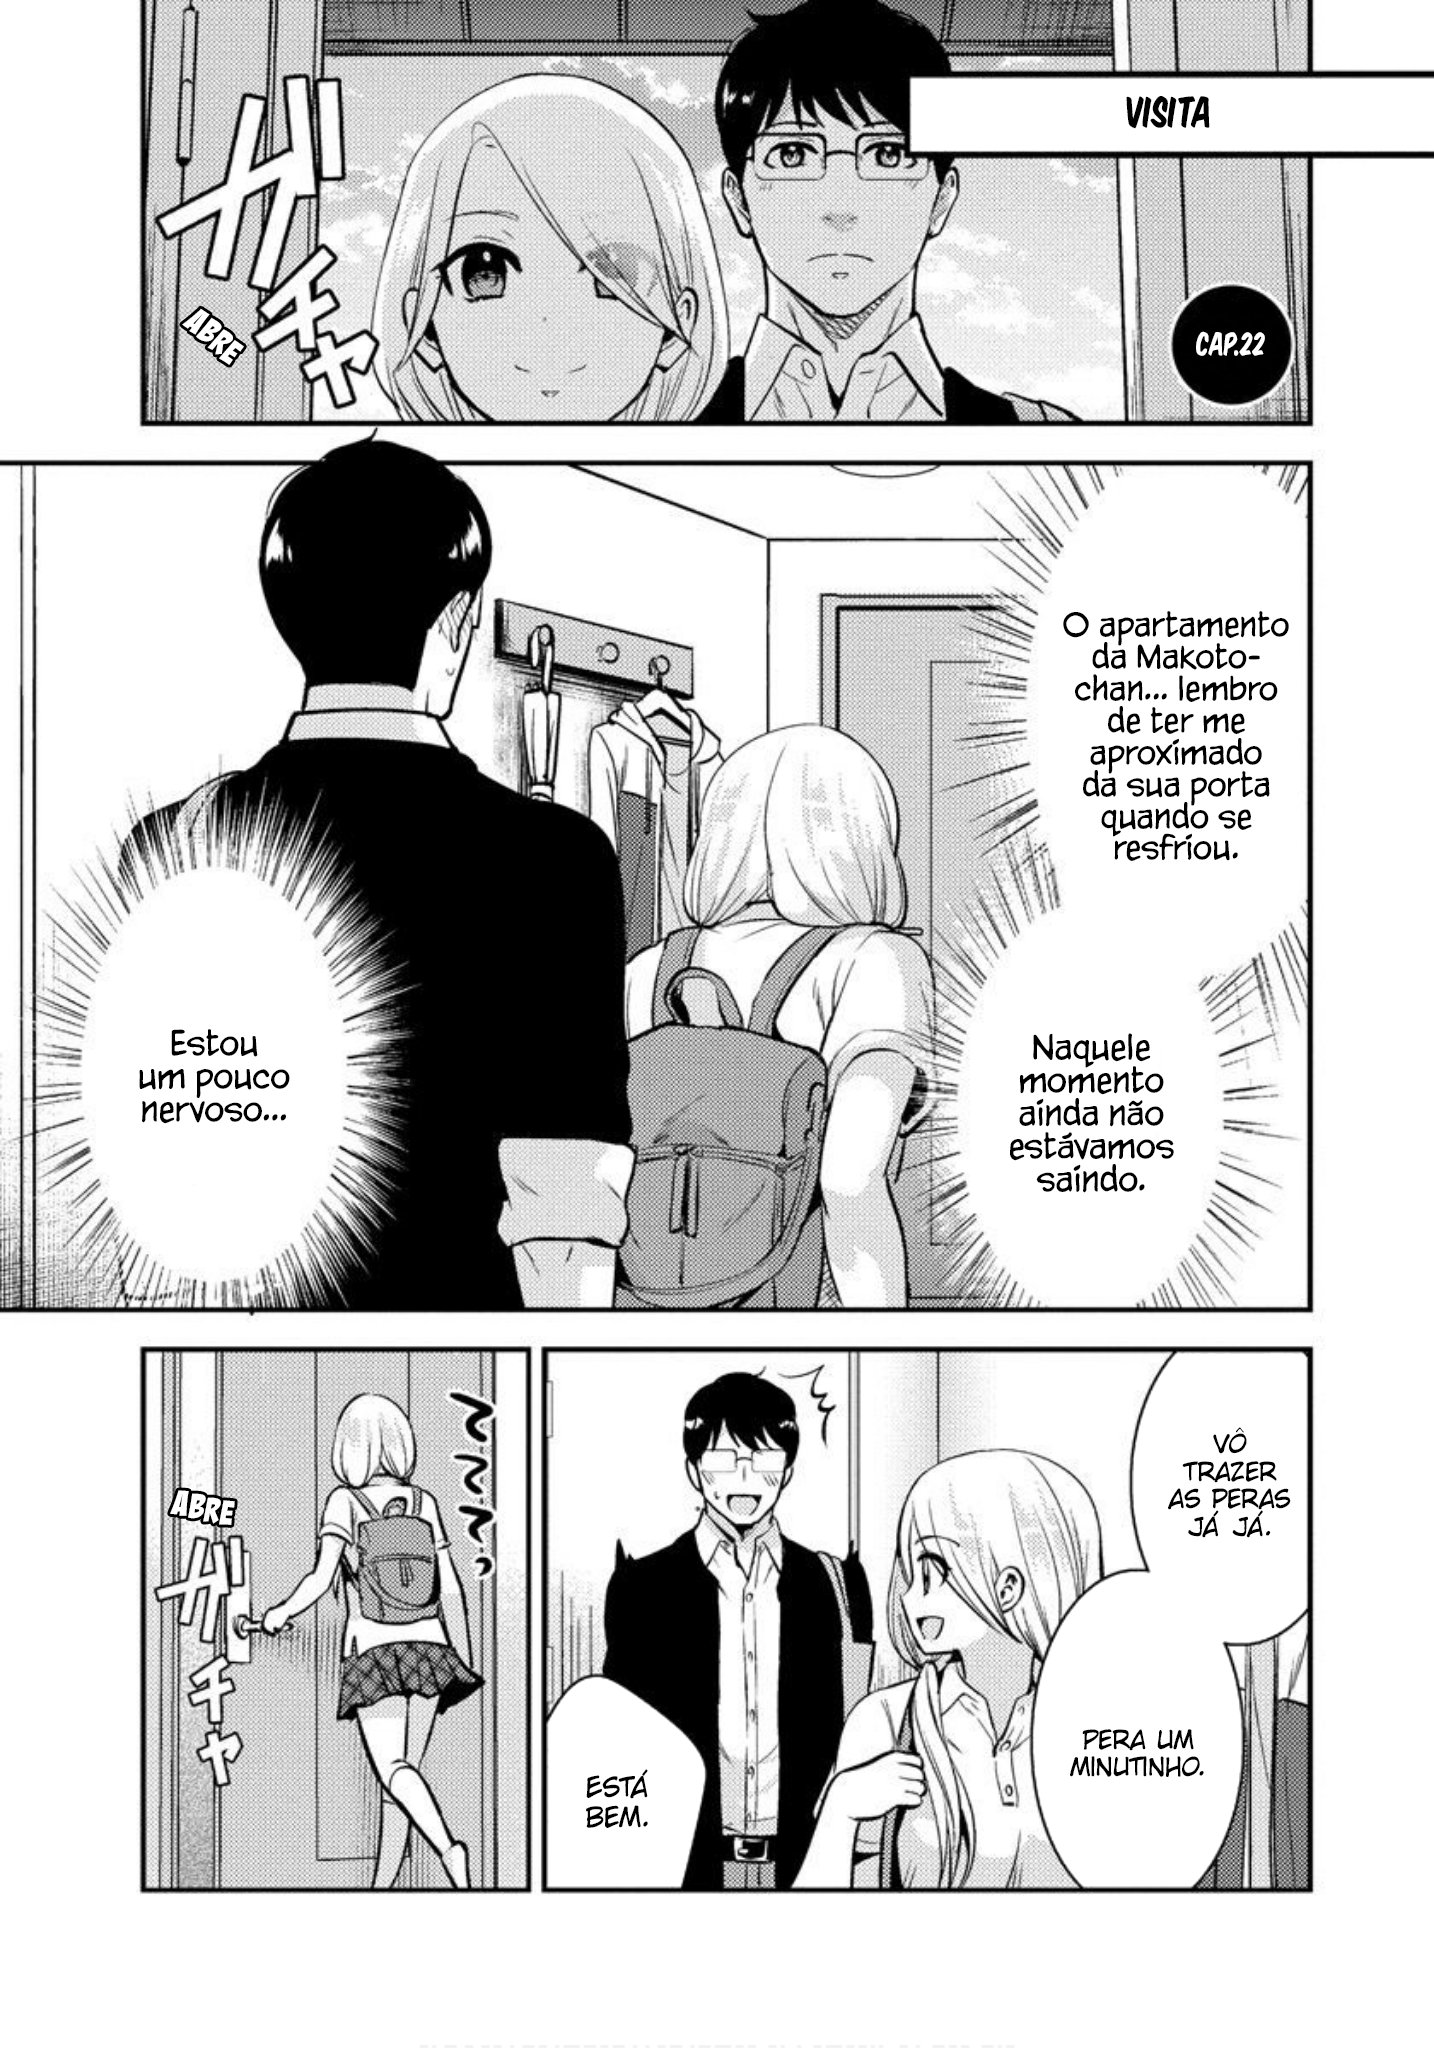 VISITA
CAP.22
ガチャ
ABRE
O apartamento
da Makoto-
chan... lembro
de ter me
aproximado
da sua porta
quando se
resfriou.
Naquele
momento
ainda não
estávamos
saindo.
Estou
um pouco
nervoso...
VÔ
TRAZER
AS PERAS
JÁ JÁ.
PERA UM
MINUTINHO.
ESTÁ
BEM.
ABRE
ガチャ